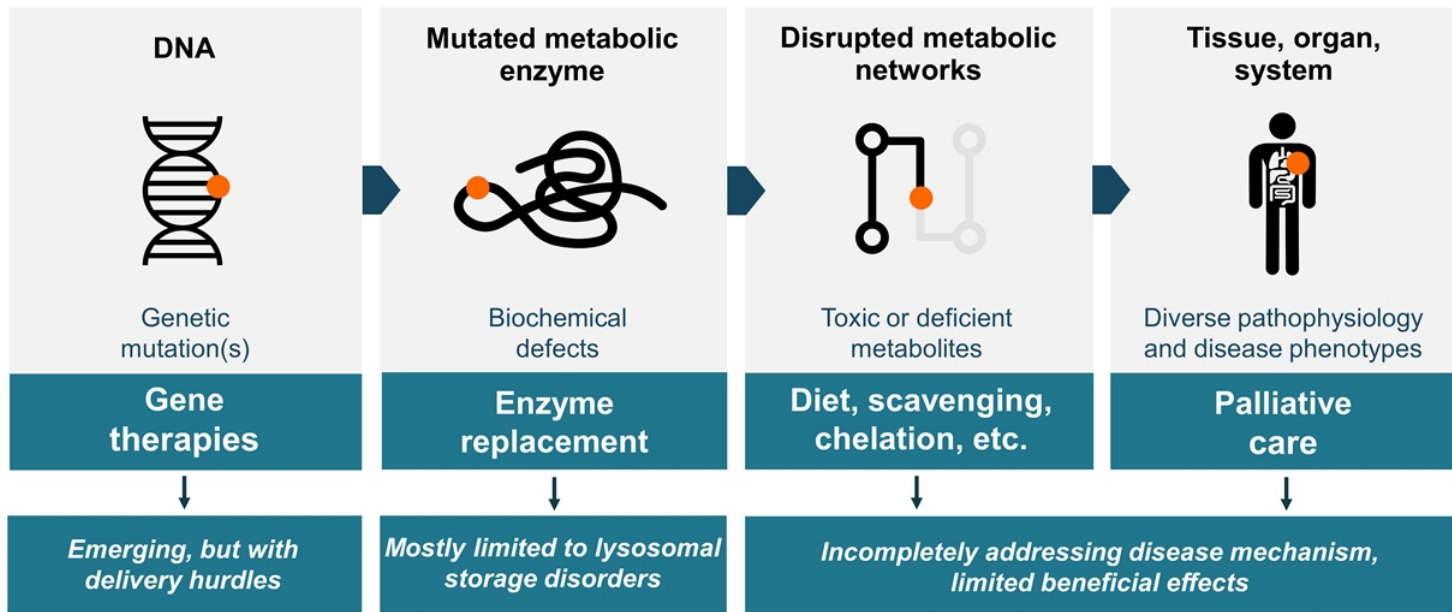 DNA
Mutated metabolic
enzyme
Disrupted metabolic
networks
Tissue, organ,
system
Genetic
mutation(s)
Biochemical
defects
Toxic or deficient
metabolites
Diverse pathophysiology
and disease phenotypes
Gene
therapies
Enzyme
replacement
Diet, scavenging,
chelation, etc.
Palliative
care
Emerging, but with
delivery hurdles
Mostly limited to lysosomal
storage disorders
Incompletely addressing disease mechanism,
limited beneficial effects